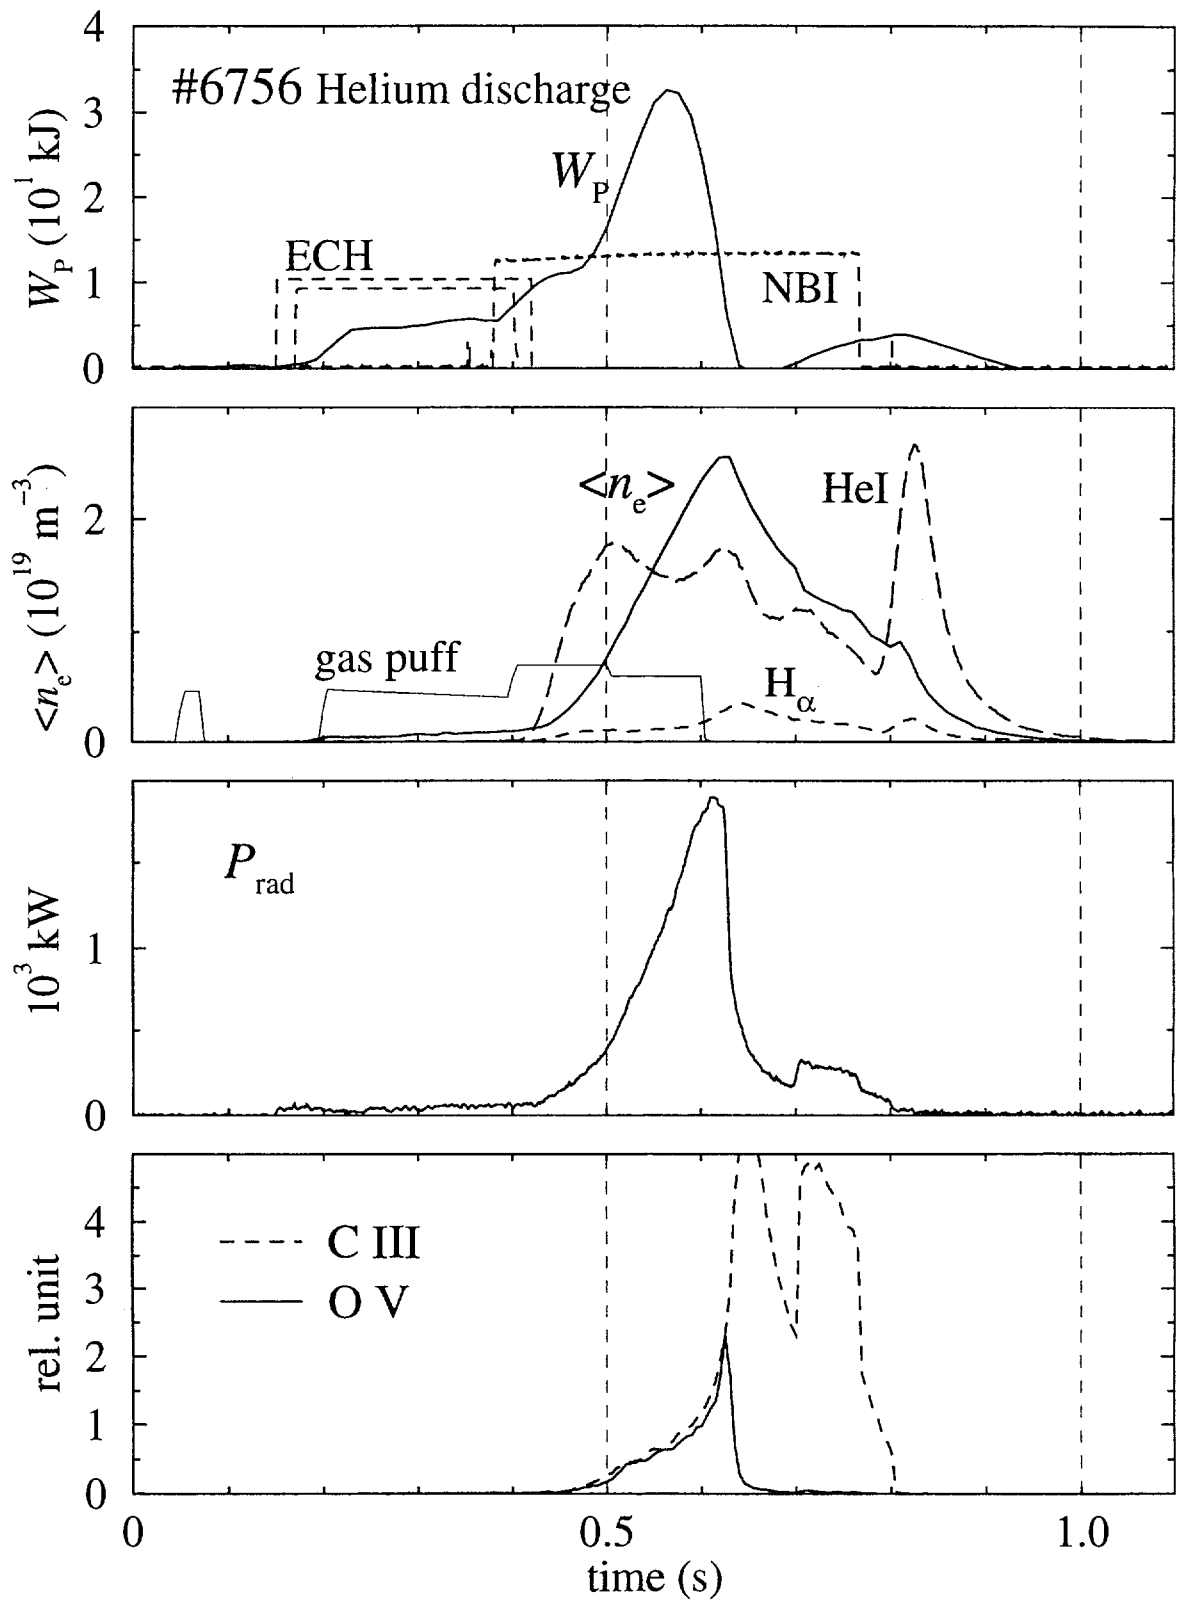 4
3
2
1
0
W_P (10^1 kJ)
#6756 Helium discharge
W_P
ECH
NBI
2
0
<n_e> (10^19 m^−3)
<n_e>
HeI
gas puff
H_α
1
0
10^3 kW
P_rad
4
3
2
1
0
rel. unit
C III
O V
0
0.5
1.0
time (s)